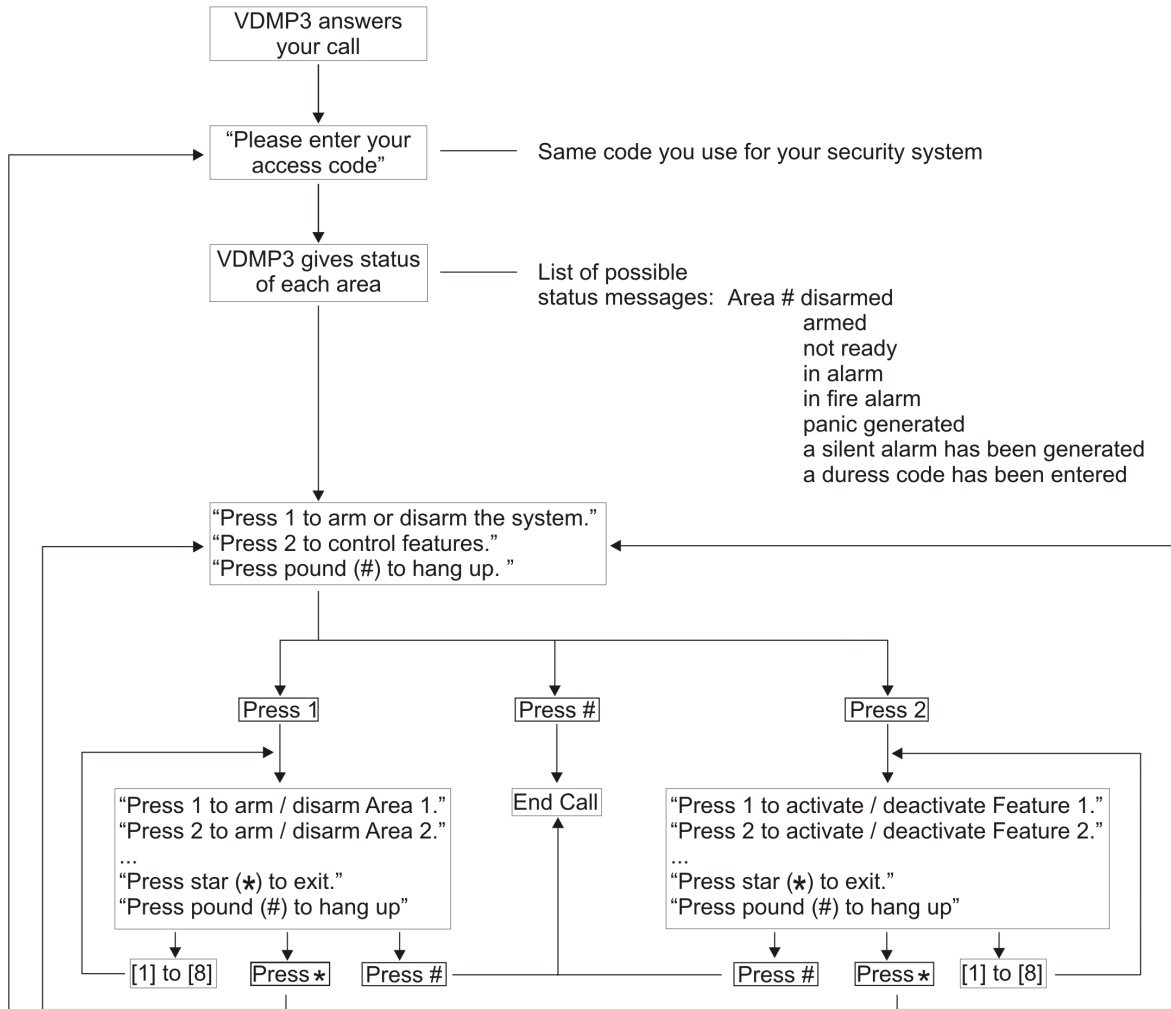 VDMP3 answers
your call
“Please enter your
access code”
Same code you use for your security system
VDMP3 gives status
of each area
List of possible
status messages: Area # disarmed
armed
not ready
in alarm
in fire alarm
panic generated
a silent alarm has been generated
a duress code has been entered
“Press 1 to arm or disarm the system.”
“Press 2 to control features.”
“Press pound (#) to hang up. ”
Press 1
Press #
Press 2
“Press 1 to arm / disarm Area 1.”
“Press 2 to arm / disarm Area 2.”
...
“Press star (*) to exit.”
“Press pound (#) to hang up”
End Call
“Press 1 to activate / deactivate Feature 1.”
“Press 2 to activate / deactivate Feature 2.”
...
“Press star (*) to exit.”
“Press pound (#) to hang up”
[1] to [8]
Press *
Press #
Press #
Press *
[1] to [8]